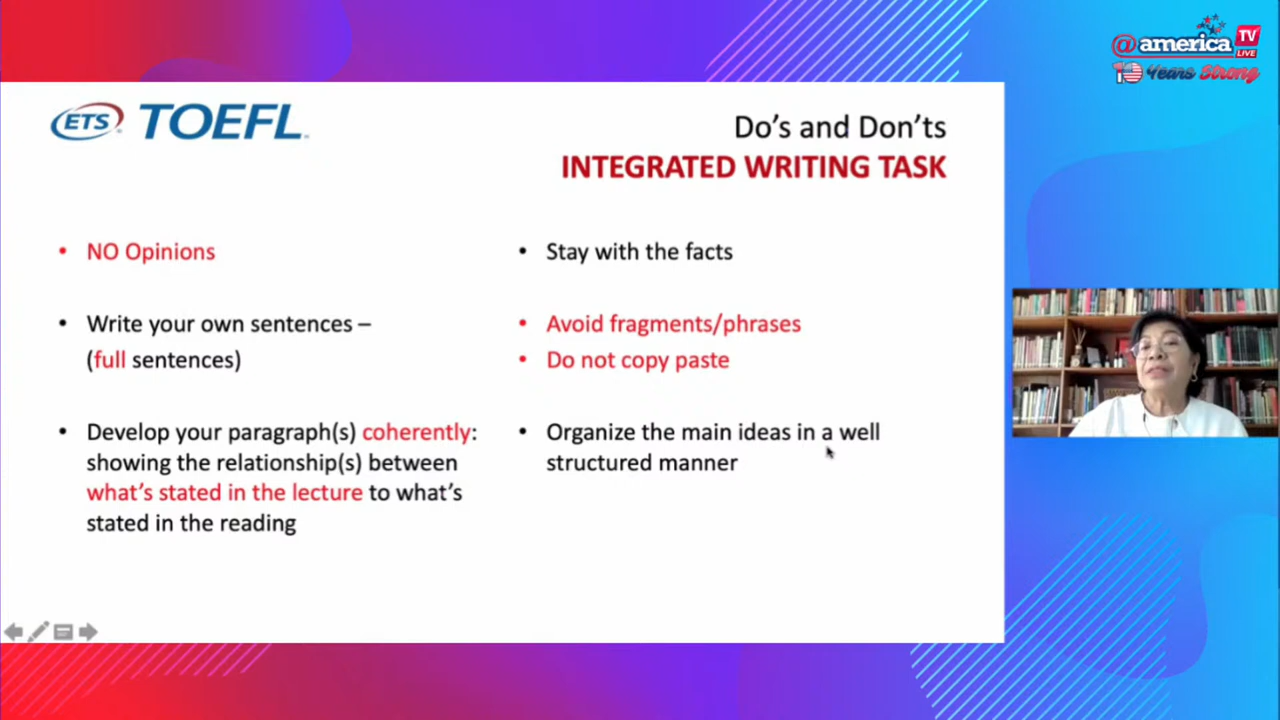 @america TV
LIVE
10 Years Strong
ETS TOEFL
Do's and Don'ts
INTEGRATED WRITING TASK
• NO Opinions
• Write your own sentences –
(full sentences)
• Develop your paragraph(s) coherently:
showing the relationship(s) between
what's stated in the lecture to what's
stated in the reading
• Stay with the facts
• Avoid fragments/phrases
• Do not copy paste
• Organize the main ideas in a well
structured manner